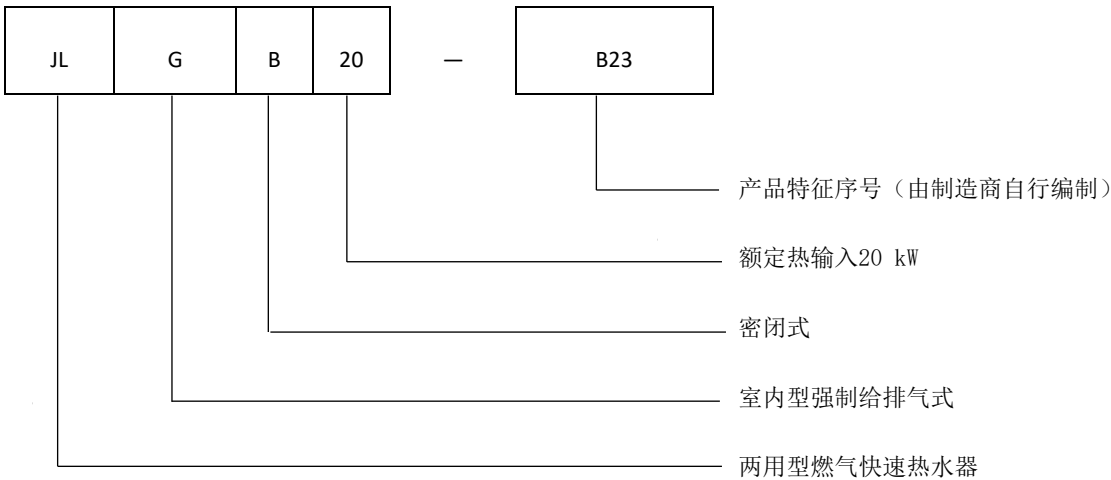 JL G B 20 — B23
产品特征序号（由制造商自行编制）
额定热输入20 kW
密闭式
室内型强制给排气式
两用型燃气快速热水器